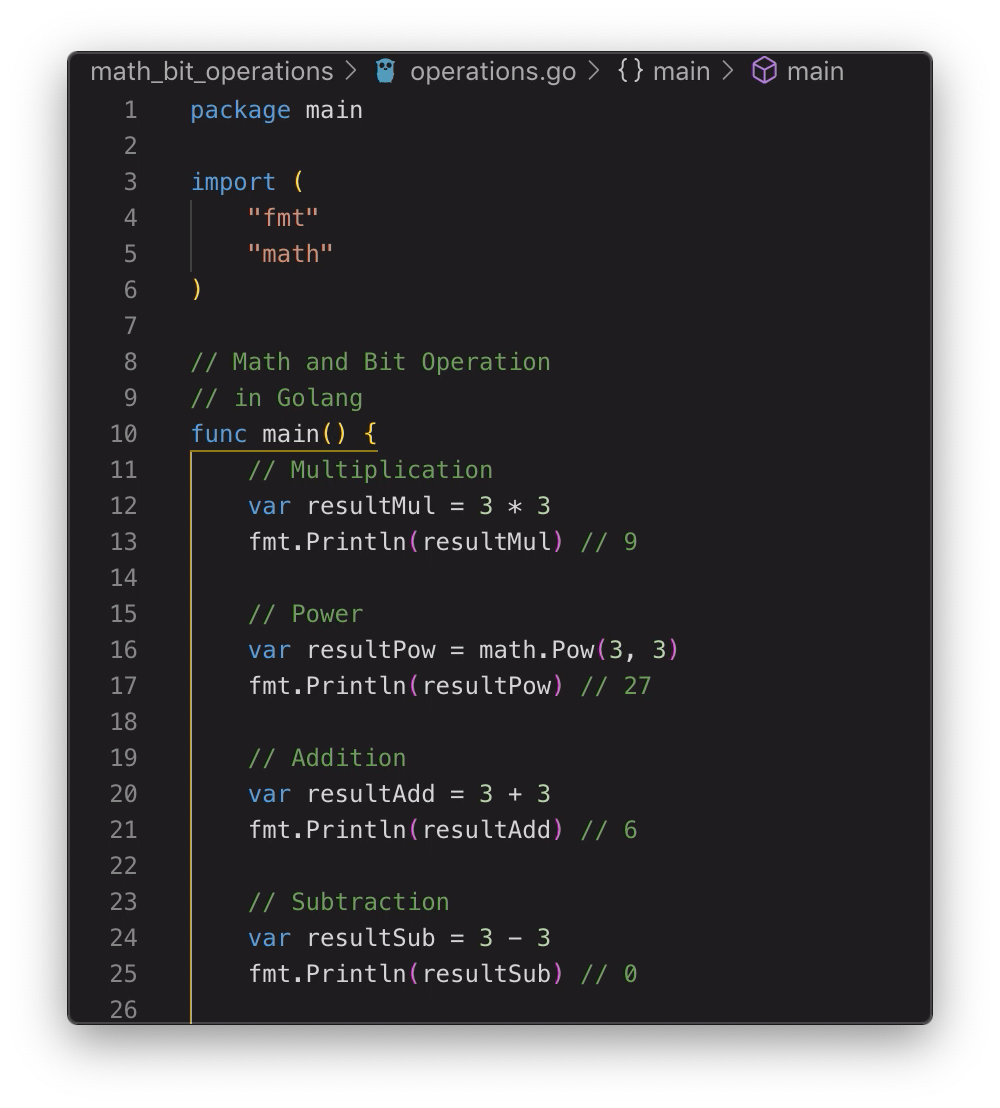 math_bit_operations > operations.go > {} main > main
1 package main
2
3 import (
4     "fmt"
5     "math"
6 )
7
8 // Math and Bit Operation
9 // in Golang
10 func main() {
11     // Multiplication
12     var resultMul = 3 * 3
13     fmt.Println(resultMul) // 9
14
15     // Power
16     var resultPow = math.Pow(3, 3)
17     fmt.Println(resultPow) // 27
18
19     // Addition
20     var resultAdd = 3 + 3
21     fmt.Println(resultAdd) // 6
22
23     // Subtraction
24     var resultSub = 3 - 3
25     fmt.Println(resultSub) // 0
26